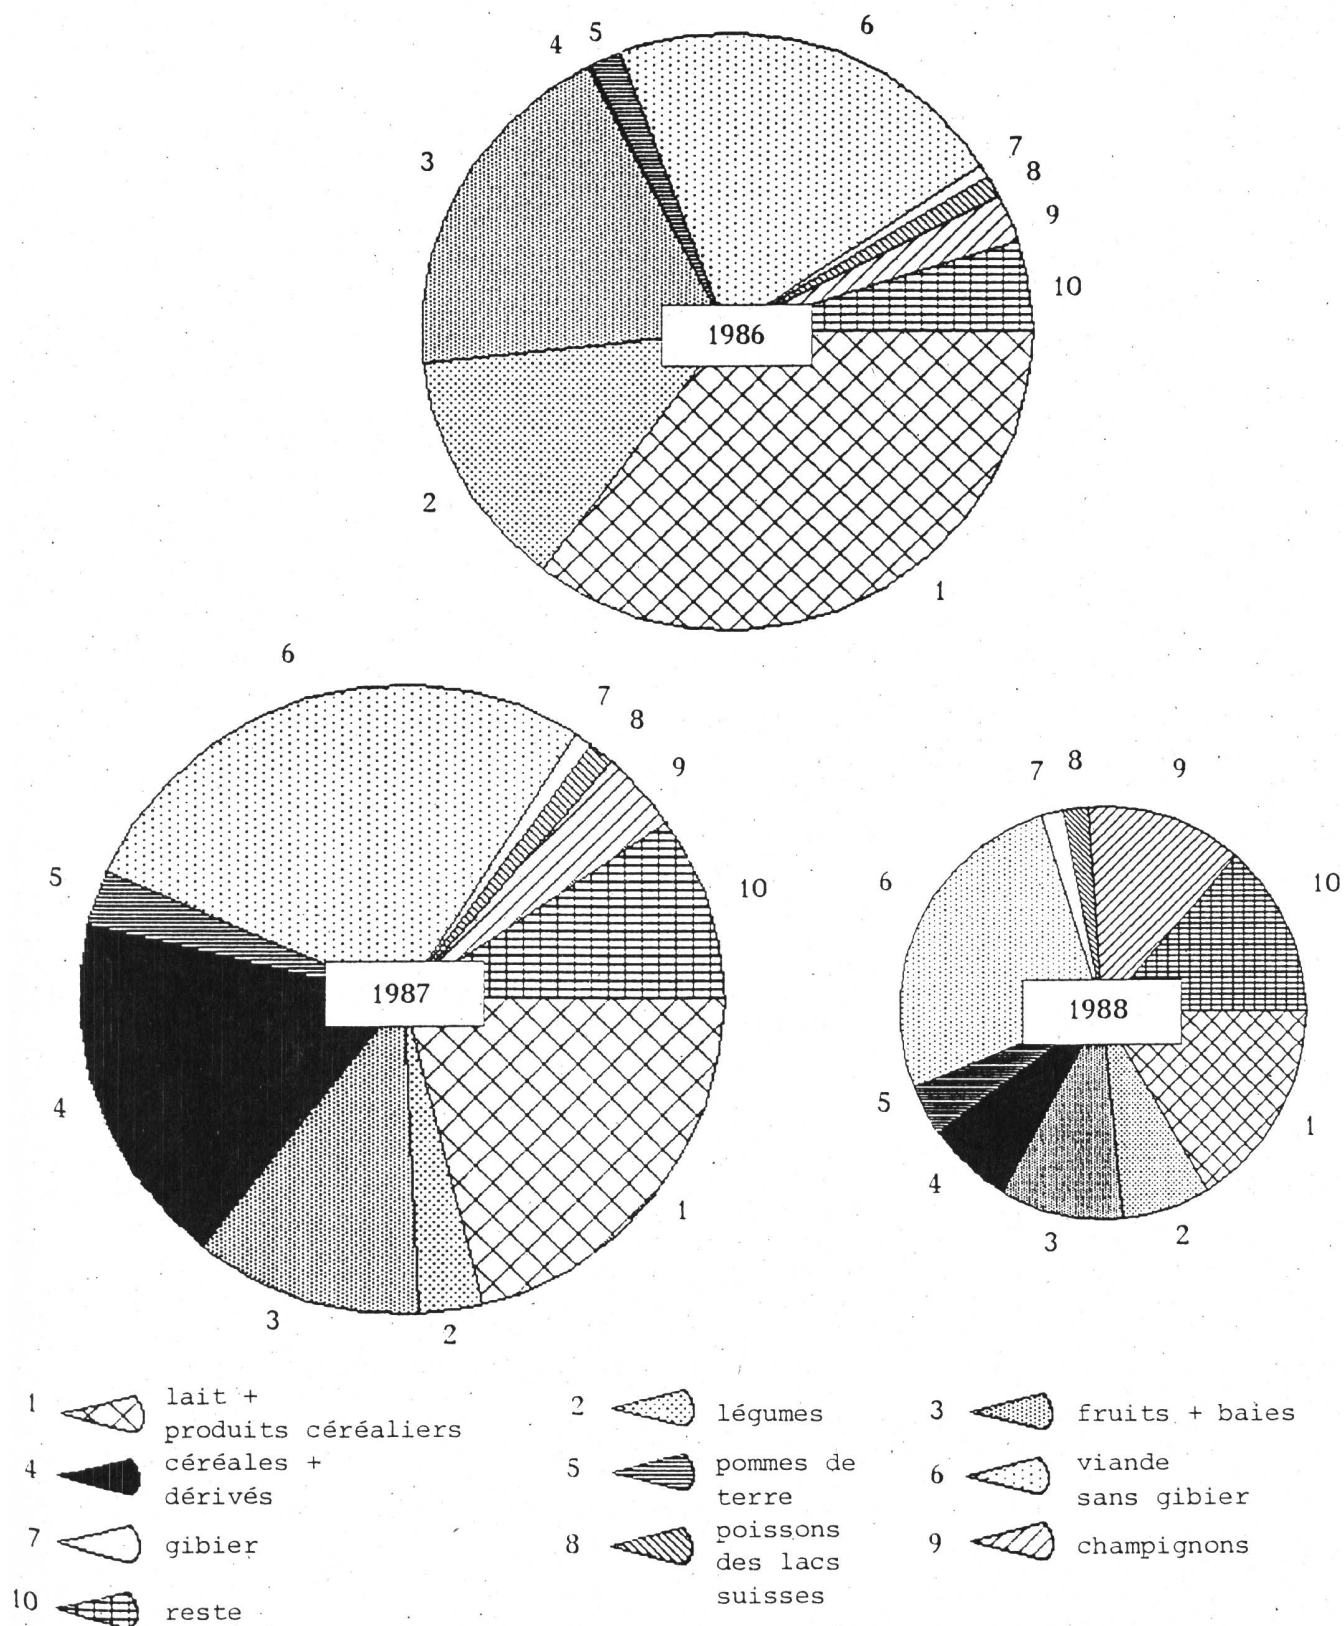 6
5
4
7
8
3
9
10
1986
2
1
6
7
8
9
5
10
1987
4
1
3
2
7
8
9
6
10
1988
5
1
4
3
2
1 lait +
produits céréaliers
2 légumes
3 fruits + baies
4 céréales +
dérivés
5 pommes de
terre
6 viande
sans gibier
7 gibier
8 poissons
des lacs
suisses
9 champignons
10 reste